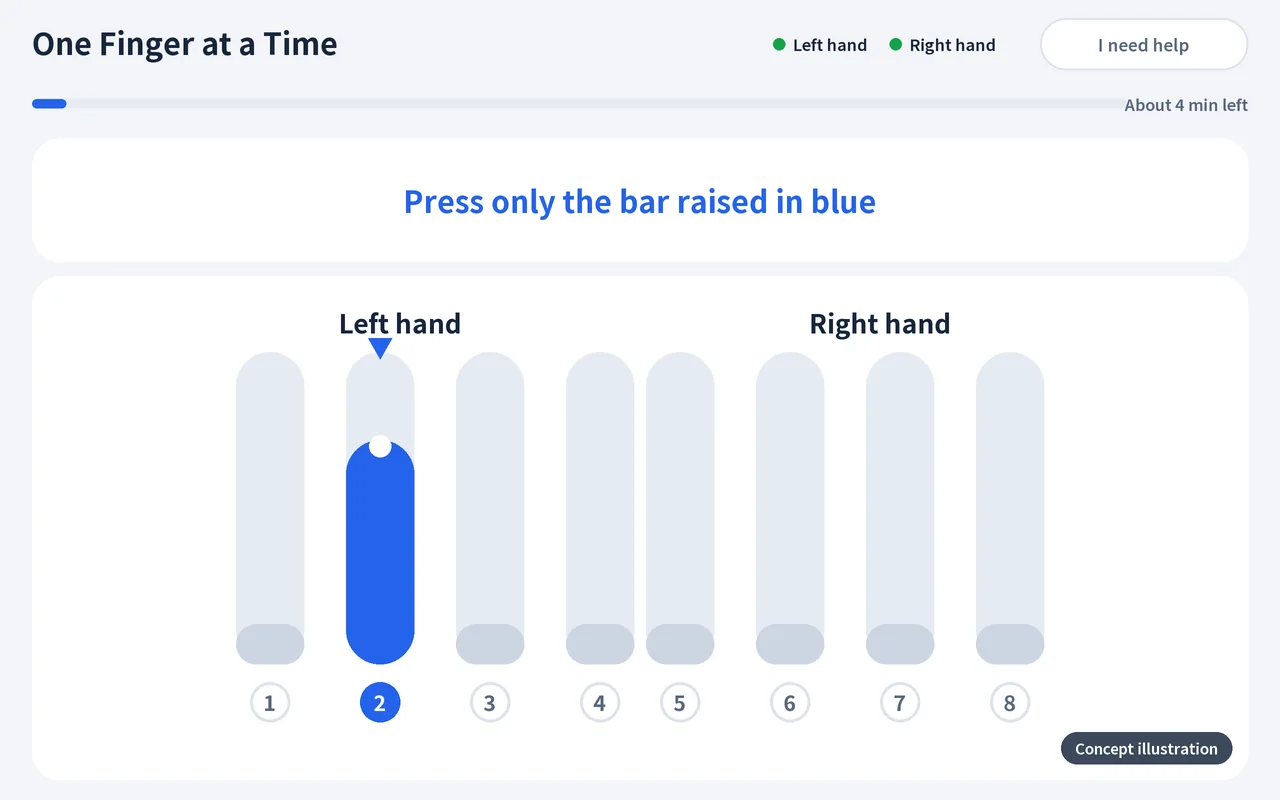 One Finger at a Time
Left hand
Right hand
I need help
About 4 min left
Press only the bar raised in blue
Left hand
Right hand
1
2
3
4
5
6
7
8
Concept illustration